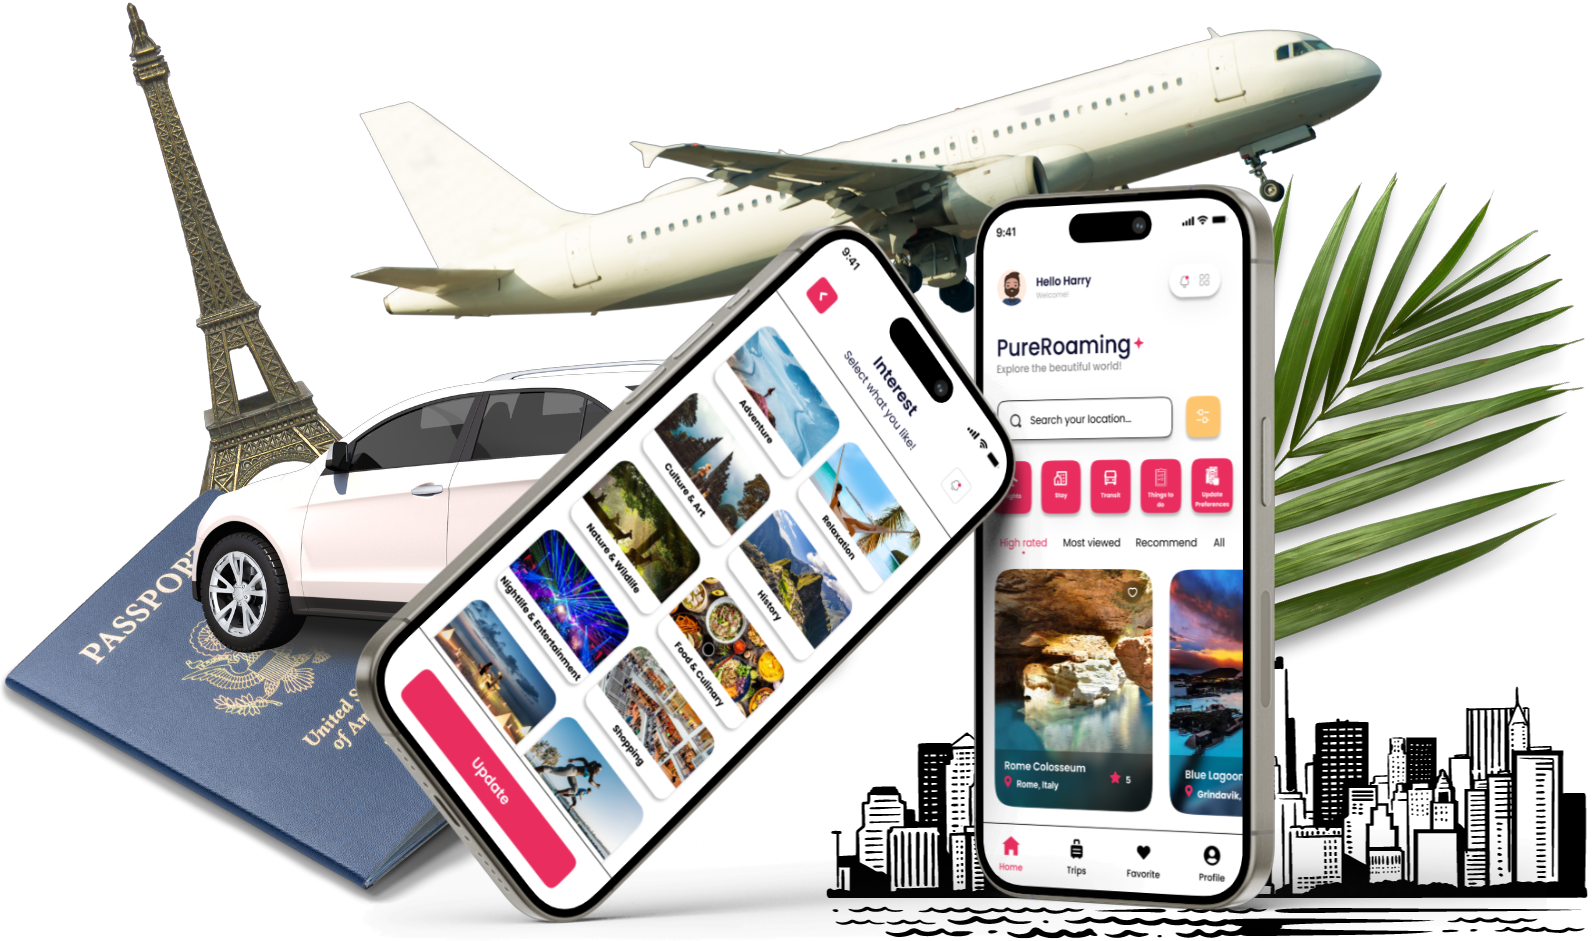 PASSPOR
United S
of Am
9:41
Interest
Select what you like!
Adventure
Relaxation
Culture & Art
History
Nature & Wildlife
Food & Culinary
Nightlife & Entertainment
Shopping
Update
9:41
Hello Harry
Welcome!
PureRoaming
Explore the beautiful world!
Search your location...
Stay
Transit
Things to
do
Update
Preferences
High rated
Most viewed
Recommend
All
Rome Colosseum
Rome, Italy
5
Blue Lagoon
Grindavik,
Home
Trips
Favorite
Profile